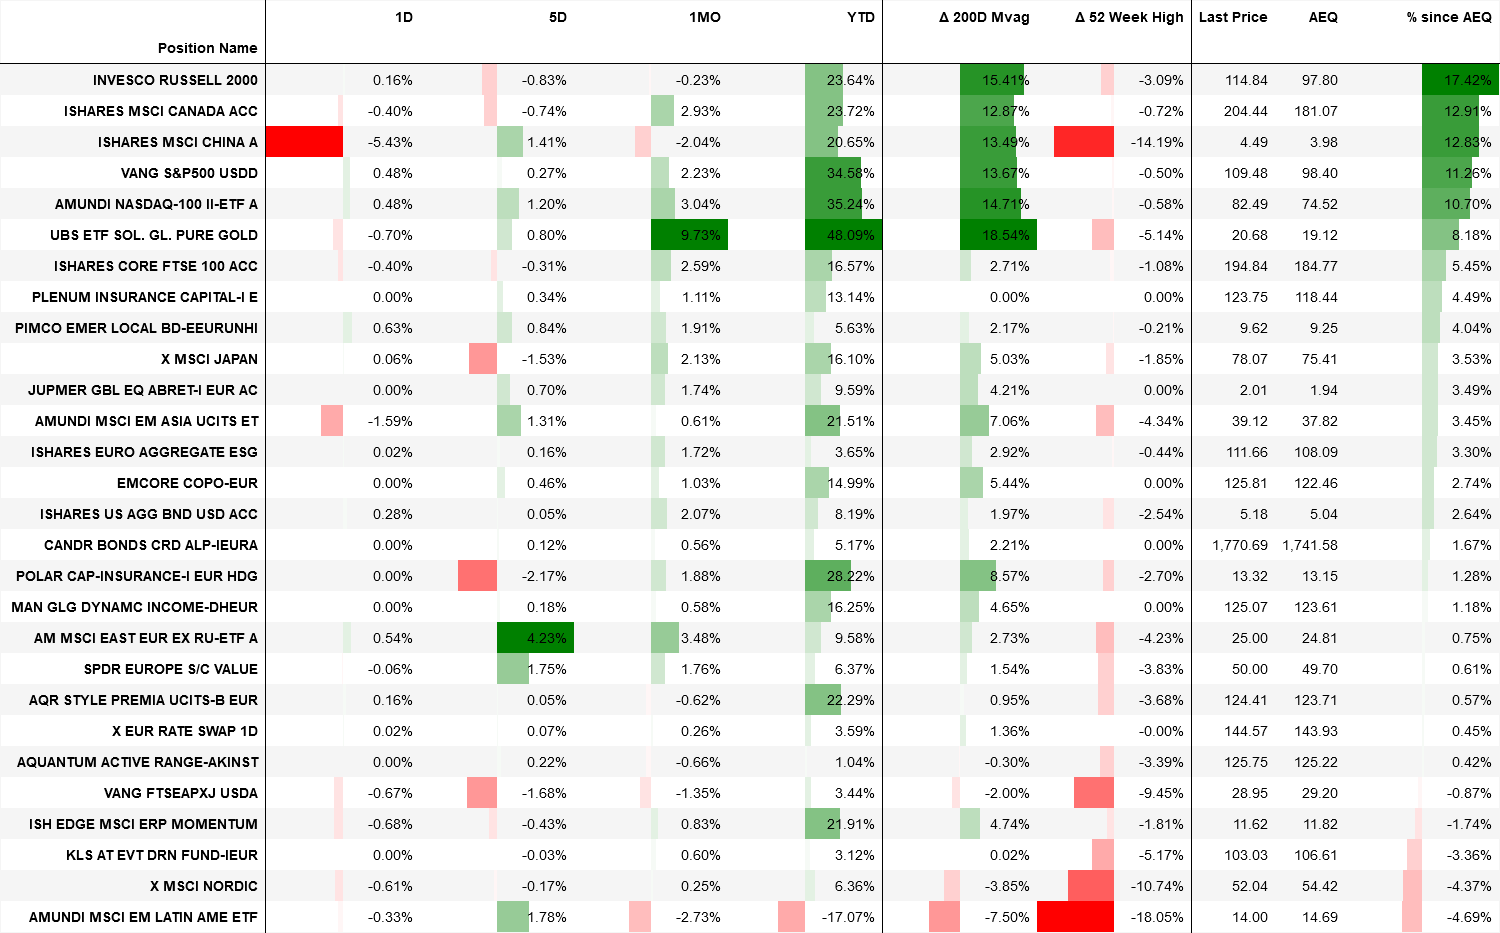 1D 5D 1MO YTD Δ 200D Mvag Δ 52 Week High Last Price AEQ % since AEQ
Position Name
INVESCO RUSSELL 2000 0.16% -0.83% -0.23% 23.64% 15.41% -3.09% 114.84 97.80 17.42%
ISHARES MSCI CANADA ACC -0.40% -0.74% 2.93% 23.72% 12.87% -0.72% 204.44 181.07 12.91%
ISHARES MSCI CHINA A -5.43% 1.41% -2.04% 20.65% 13.49% -14.19% 4.49 3.98 12.83%
VANG S&P500 USDD 0.48% 0.27% 2.23% 34.58% 13.67% -0.50% 109.48 98.40 11.26%
AMUNDI NASDAQ-100 II-ETF A 0.48% 1.20% 3.04% 35.24% 14.71% -0.58% 82.49 74.52 10.70%
UBS ETF SOL. GL. PURE GOLD -0.70% 0.80% 9.73% 48.09% 18.54% -5.14% 20.68 19.12 8.18%
ISHARES CORE FTSE 100 ACC -0.40% -0.31% 2.59% 16.57% 2.71% -1.08% 194.84 184.77 5.45%
PLENUM INSURANCE CAPITAL-I E 0.00% 0.34% 1.11% 13.14% 0.00% 0.00% 123.75 118.44 4.49%
PIMCO EMER LOCAL BD-EEURUNHI 0.63% 0.84% 1.91% 5.63% 2.17% -0.21% 9.62 9.25 4.04%
X MSCI JAPAN 0.06% -1.53% 2.13% 16.10% 5.03% -1.85% 78.07 75.41 3.53%
JUPMER GBL EQ ABRET-I EUR AC 0.00% 0.70% 1.74% 9.59% 4.21% 0.00% 2.01 1.94 3.49%
AMUNDI MSCI EM ASIA UCITS ET -1.59% 1.31% 0.61% 21.51% 7.06% -4.34% 39.12 37.82 3.45%
ISHARES EURO AGGREGATE ESG 0.02% 0.16% 1.72% 3.65% 2.92% -0.44% 111.66 108.09 3.30%
EMCORE COPO-EUR 0.00% 0.46% 1.03% 14.99% 5.44% 0.00% 125.81 122.46 2.74%
ISHARES US AGG BND USD ACC 0.28% 0.05% 2.07% 8.19% 1.97% -2.54% 5.18 5.04 2.64%
CANDR BONDS CRD ALP-IEURA 0.00% 0.12% 0.56% 5.17% 2.21% 0.00% 1,770.69 1,741.58 1.67%
POLAR CAP-INSURANCE-I EUR HDG 0.00% -2.17% 1.88% 28.22% 8.57% -2.70% 13.32 13.15 1.28%
MAN GLG DYNAMC INCOME-DHEUR 0.00% 0.18% 0.58% 16.25% 4.65% 0.00% 125.07 123.61 1.18%
AM MSCI EAST EUR EX RU-ETF A 0.54% 4.23% 3.48% 9.58% 2.73% -4.23% 25.00 24.81 0.75%
SPDR EUROPE S/C VALUE -0.06% 1.75% 1.76% 6.37% 1.54% -3.83% 50.00 49.70 0.61%
AQR STYLE PREMIA UCITS-B EUR 0.16% 0.05% -0.62% 22.29% 0.95% -3.68% 124.41 123.71 0.57%
X EUR RATE SWAP 1D 0.02% 0.07% 0.26% 3.59% 1.36% -0.00% 144.57 143.93 0.45%
AQUANTUM ACTIVE RANGE-AKINST 0.00% 0.22% -0.66% 1.04% -0.30% -3.39% 125.75 125.22 0.42%
VANG FTSEAPXJ USDA -0.67% -1.68% -1.35% 3.44% -2.00% -9.45% 28.95 29.20 -0.87%
ISH EDGE MSCI ERP MOMENTUM -0.68% -0.43% 0.83% 21.91% 4.74% -1.81% 11.62 11.82 -1.74%
KLS AT EVT DRN FUND-IEUR 0.00% -0.03% 0.60% 3.12% 0.02% -5.17% 103.03 106.61 -3.36%
X MSCI NORDIC -0.61% -0.17% 0.25% 6.36% -3.85% -10.74% 52.04 54.42 -4.37%
AMUNDI MSCI EM LATIN AME ETF -0.33% 1.78% -2.73% -17.07% -7.50% -18.05% 14.00 14.69 -4.69%